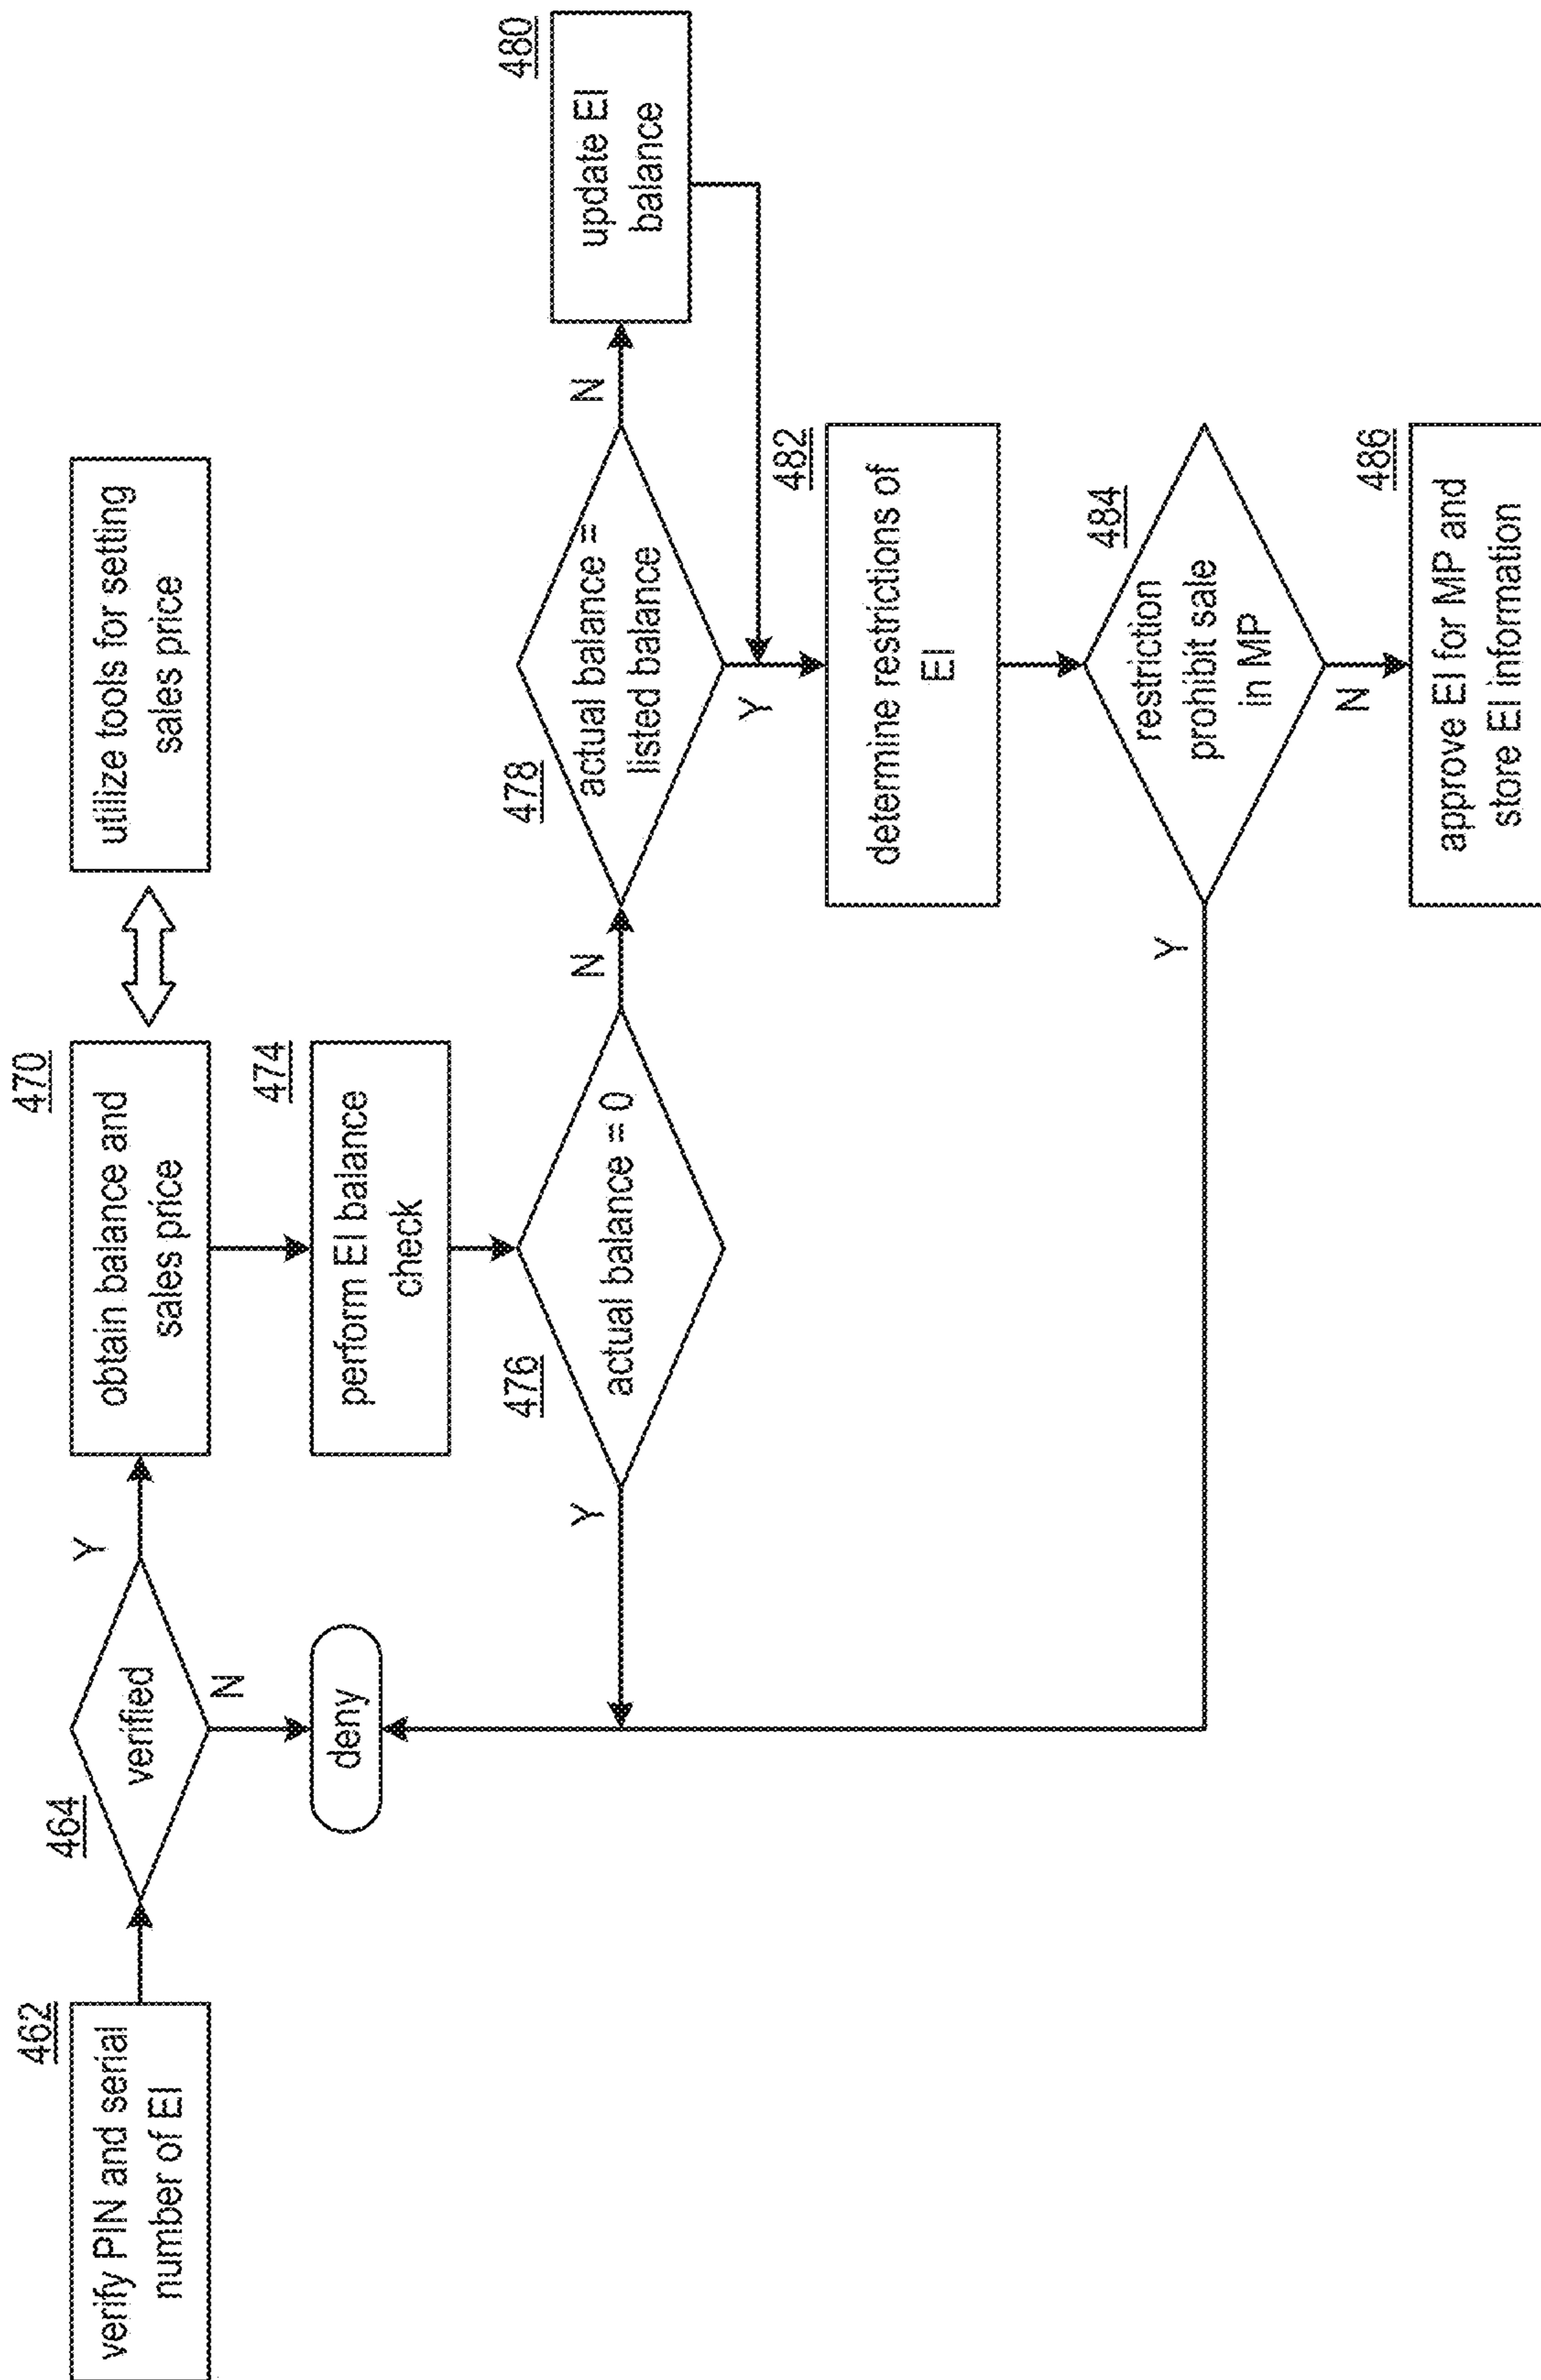 462
verify PIN and serial
number of EI
464
verified
Y
N
deny
470
obtain balance and
sales price
utilize tools for setting
sales price
474
perform EI balance
check
476
actual balance = 0
Y
N
478
actual balance =
listed balance
N
Y
480
update EI
balance
482
determine restrictions of
EI
484
restriction
prohibit sale
in MP
Y
N
486
approve EI for MP and
store EI information